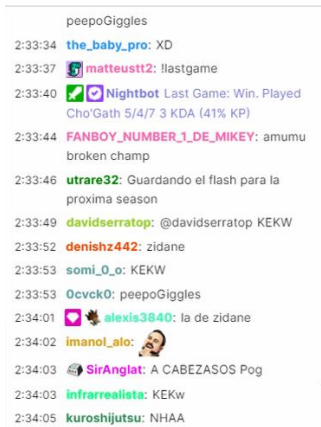 peepoGiggles
2:33:34 the_baby_pro: XD
2:33:37 matteustt2: !lastgame
2:33:40 Nightbot Last Game: Win. Played
Cho'Gath 5/4/7 3 KDA (41% KP)
2:33:44 FANBOY_NUMBER_1_DE_MIKEY: amumu
broken champ
2:33:46 utrare32: Guardando el flash para la
proxima season
2:33:49 davidserratop: @davidserratop KEKW
2:33:52 denishz442: zidane
2:33:53 somi_0_o: KEKW
2:33:53 0cvck0: peepoGiggles
2:34:01 alexis3840: la de zidane
2:34:02 imanol_alo:
2:34:03 SirAnglat: A CABEZASOS Pog
2:34:03 infrarrealista: KEKw
2:34:05 kuroshijutsu: NHAA